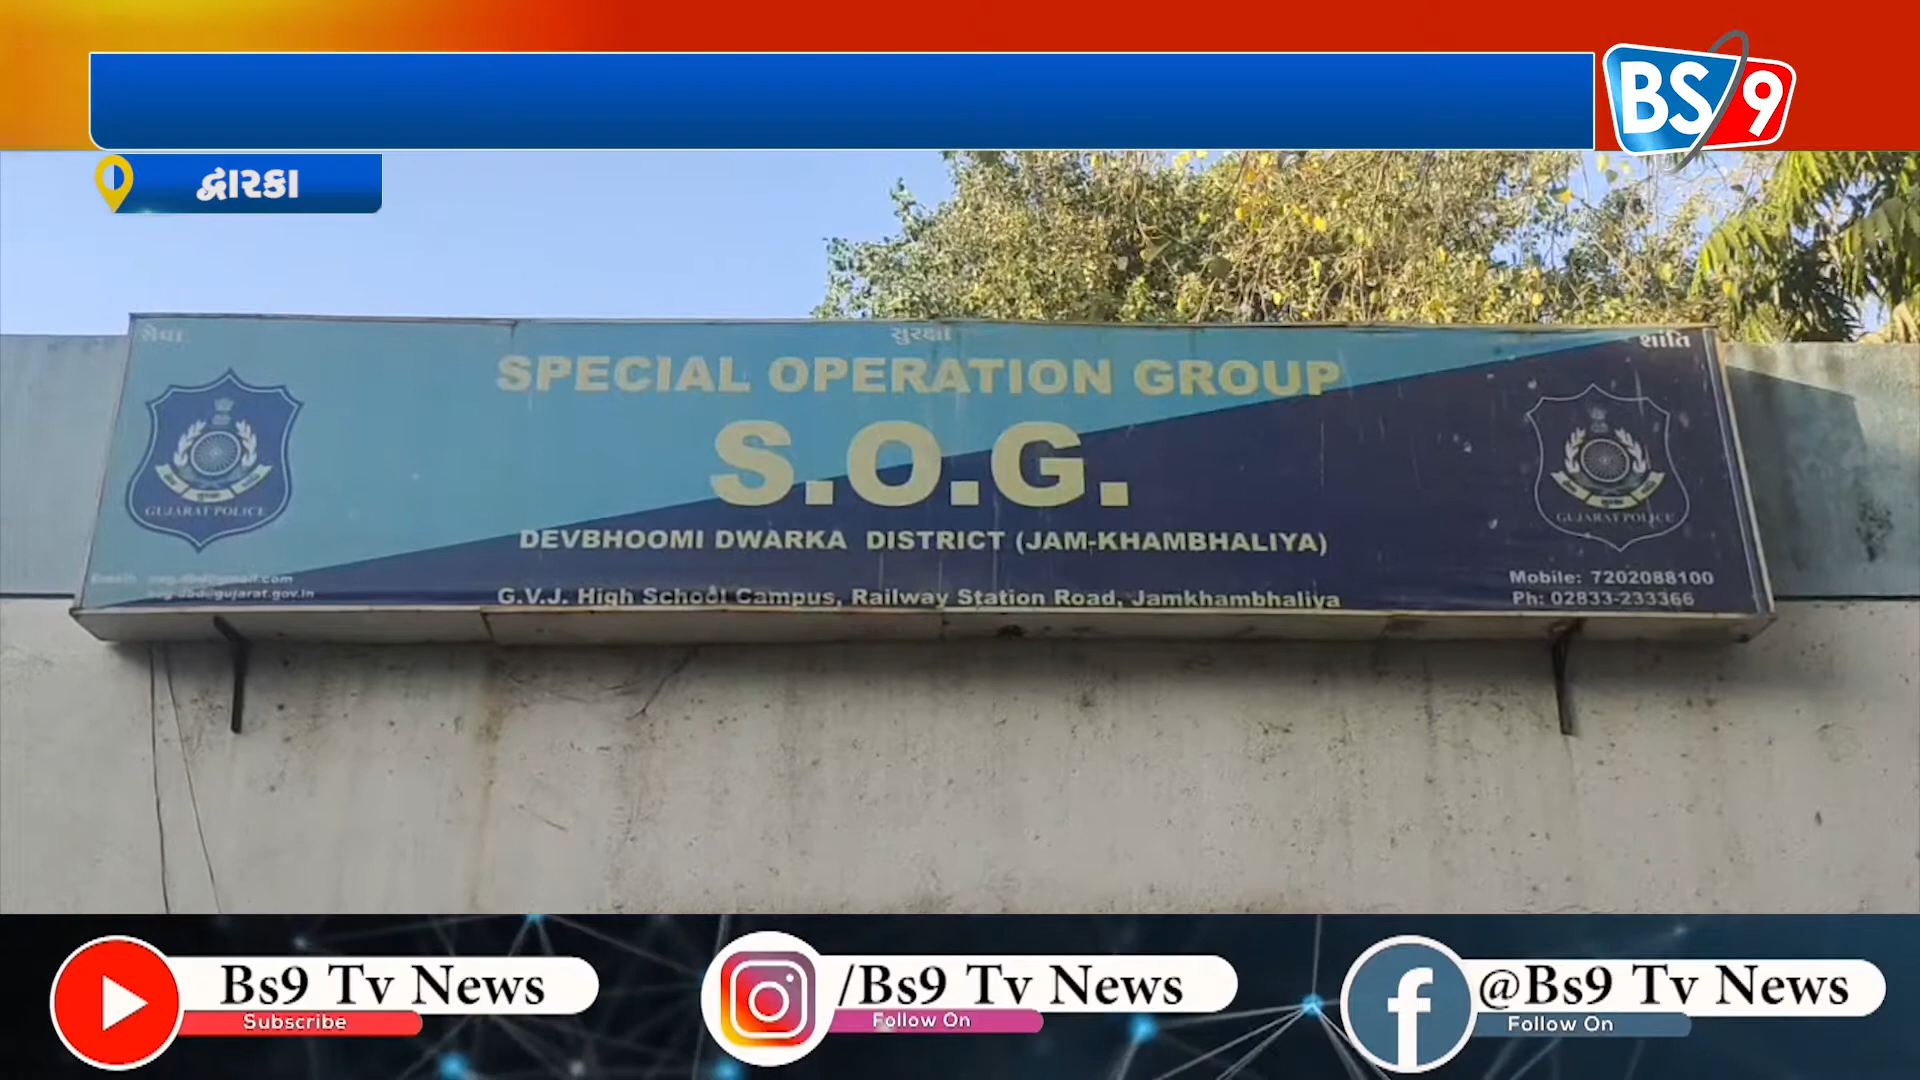 BS9
દ્વારકા
સેવા
સુરક્ષા
શાંતિ
SPECIAL OPERATION GROUP
S.O.G.
DEVBHOOMI DWARKA DISTRICT (JAM-KHAMBHALIYA)
G.V.J. High School Campus, Railway Station Road, Jamkhambhaliya
GUJARAT POLICE
GUJARAT POLICE
Mobile: 7202088100
Ph: 02833-233366
Bs9 Tv News
Subscribe
/Bs9 Tv News
Follow On
@Bs9 Tv News
Follow On